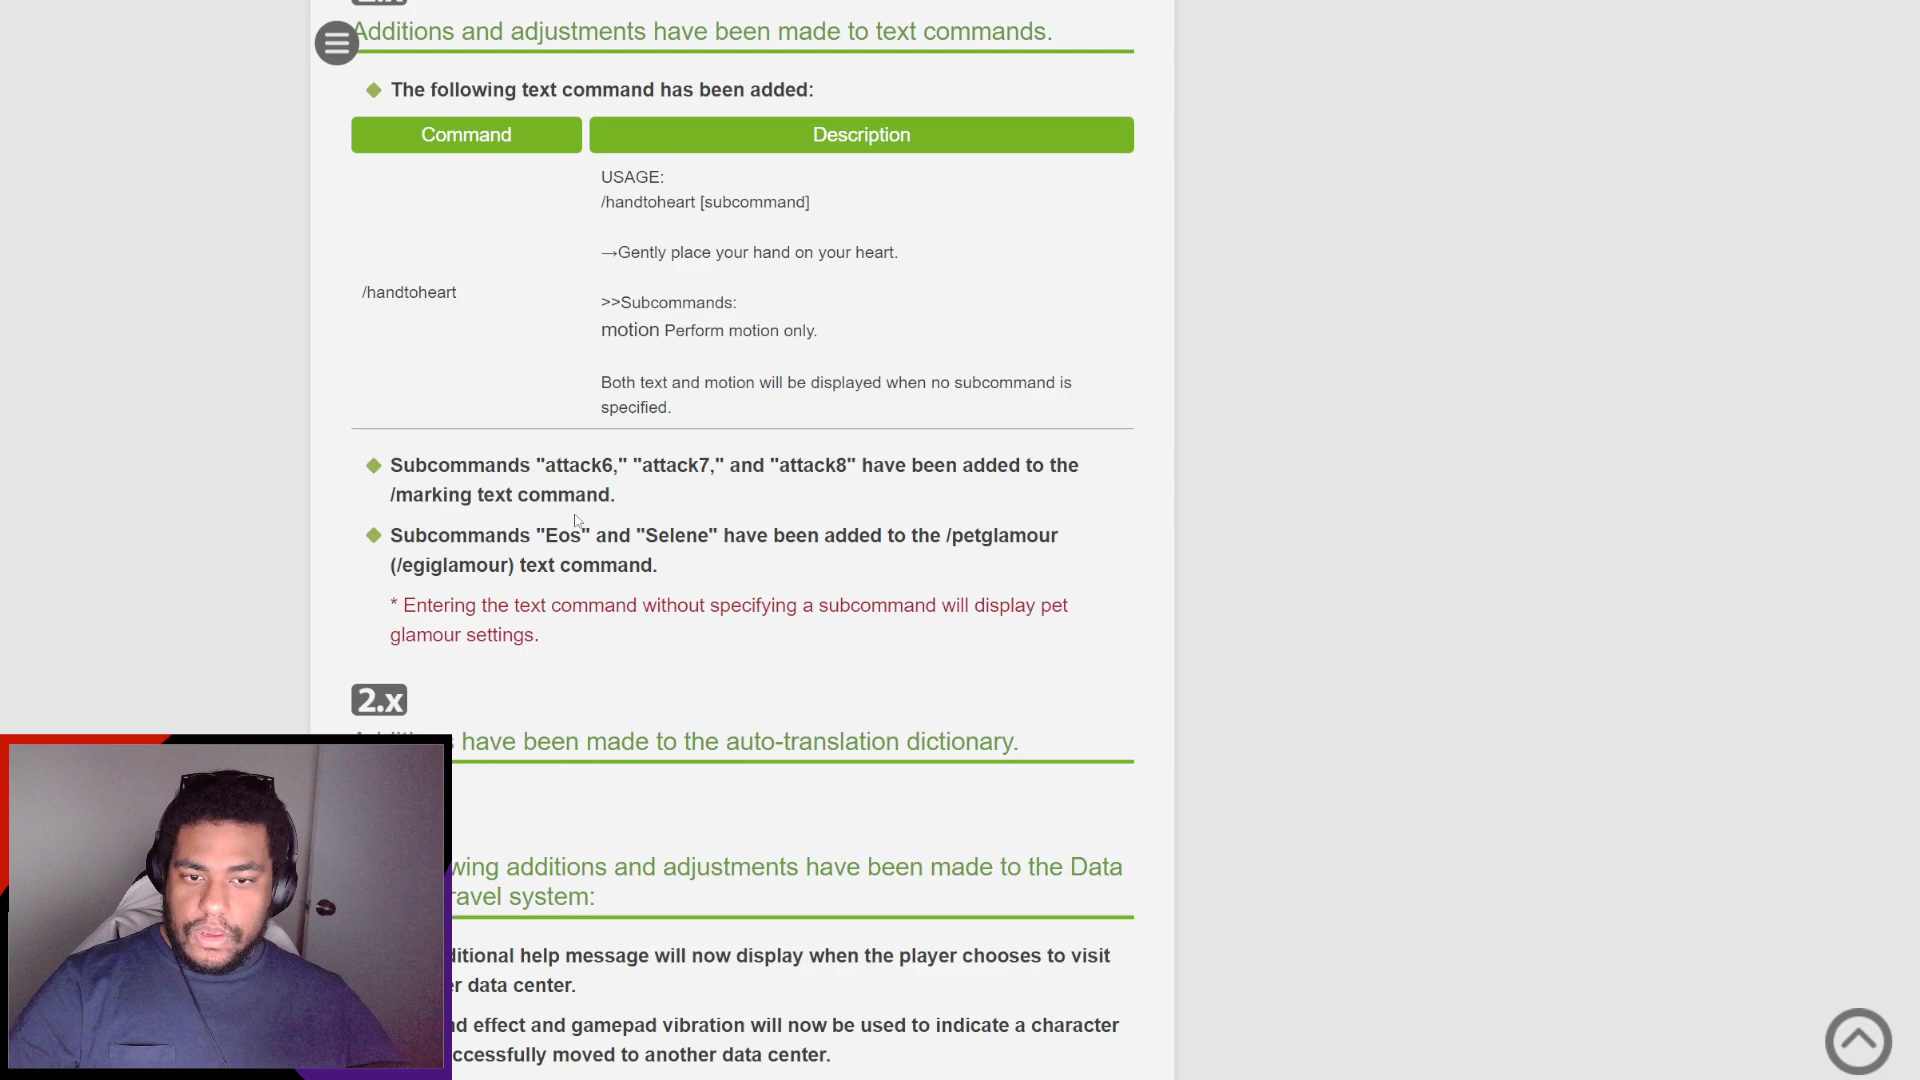 Additions and adjustments have been made to text commands.
The following text command has been added:
Command
Description
/handtoheart
USAGE:
/handtoheart [subcommand]
→Gently place your hand on your heart.
>>Subcommands:
motion Perform motion only.
Both text and motion will be displayed when no subcommand is
specified.
Subcommands "attack6," "attack7," and "attack8" have been added to the
/marking text command.
Subcommands "Eos" and "Selene" have been added to the /petglamour
(/egiglamour) text command.
* Entering the text command without specifying a subcommand will display pet
glamour settings.
2.x
have been made to the auto-translation dictionary.
wing additions and adjustments have been made to the Data
ravel system:
ditional help message will now display when the player chooses to visit
r data center.
d effect and gamepad vibration will now be used to indicate a character
ccessfully moved to another data center.